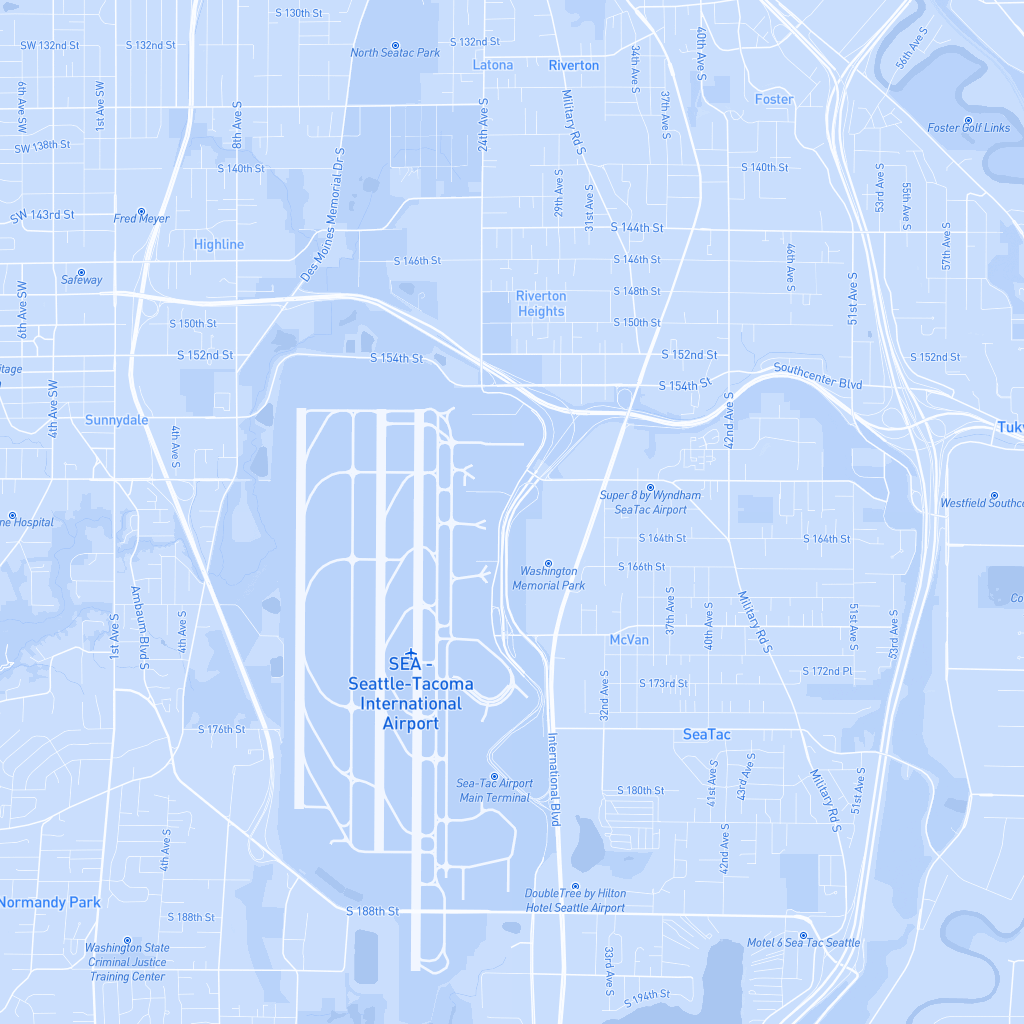 S 130th St
SW 132nd St
S 132nd St
North Seatac Park
S 132nd St
Latona
Riverton
34th Ave S
40th Ave S
56th Ave S
6th Ave SW
1st Ave SW
8th Ave S
24th Ave S
Military Rd S
37th Ave S
Foster
Foster Golf Links
SW 138th St
S 140th St
S 140th St
Des Moines Memorial Dr S
29th Ave S
31st Ave S
53rd Ave S
55th Ave S
SW 143rd St
Fred Meyer
S 144th St
Highline
57th Ave S
S 146th St
S 146th St
46th Ave S
Safeway
6th Ave SW
S 148th St
51st Ave S
Riverton
Heights
S 150th St
S 150th St
S 152nd St
S 154th St
S 152nd St
S 152nd St
S 154th St
Southcenter Blvd
4th Ave SW
42nd Ave S
Sunnydale
4th Ave S
Super 8 by Wyndham
SeaTac Airport
S 164th St
S 164th St
S 166th St
Washington
Memorial Park
1st Ave S
Ambaum Blvd S
4th Ave S
37th Ave S
40th Ave S
Military Rd S
51st Ave S
53rd Ave S
McVan
SEA -
Seattle-Tacoma
International
Airport
S 172nd Pl
S 173rd St
32nd Ave S
S 176th St
SeaTac
International Blvd
Sea-Tac Airport
Main Terminal
S 180th St
41st Ave S
43rd Ave S
Military Rd S
51st Ave S
4th Ave S
42nd Ave S
DoubleTree by Hilton
Hotel Seattle Airport
Normandy Park
S 188th St
S 188th St
Washington State
Criminal Justice
Training Center
Motel 6 Sea Tac Seattle
33rd Ave S
S 194th St